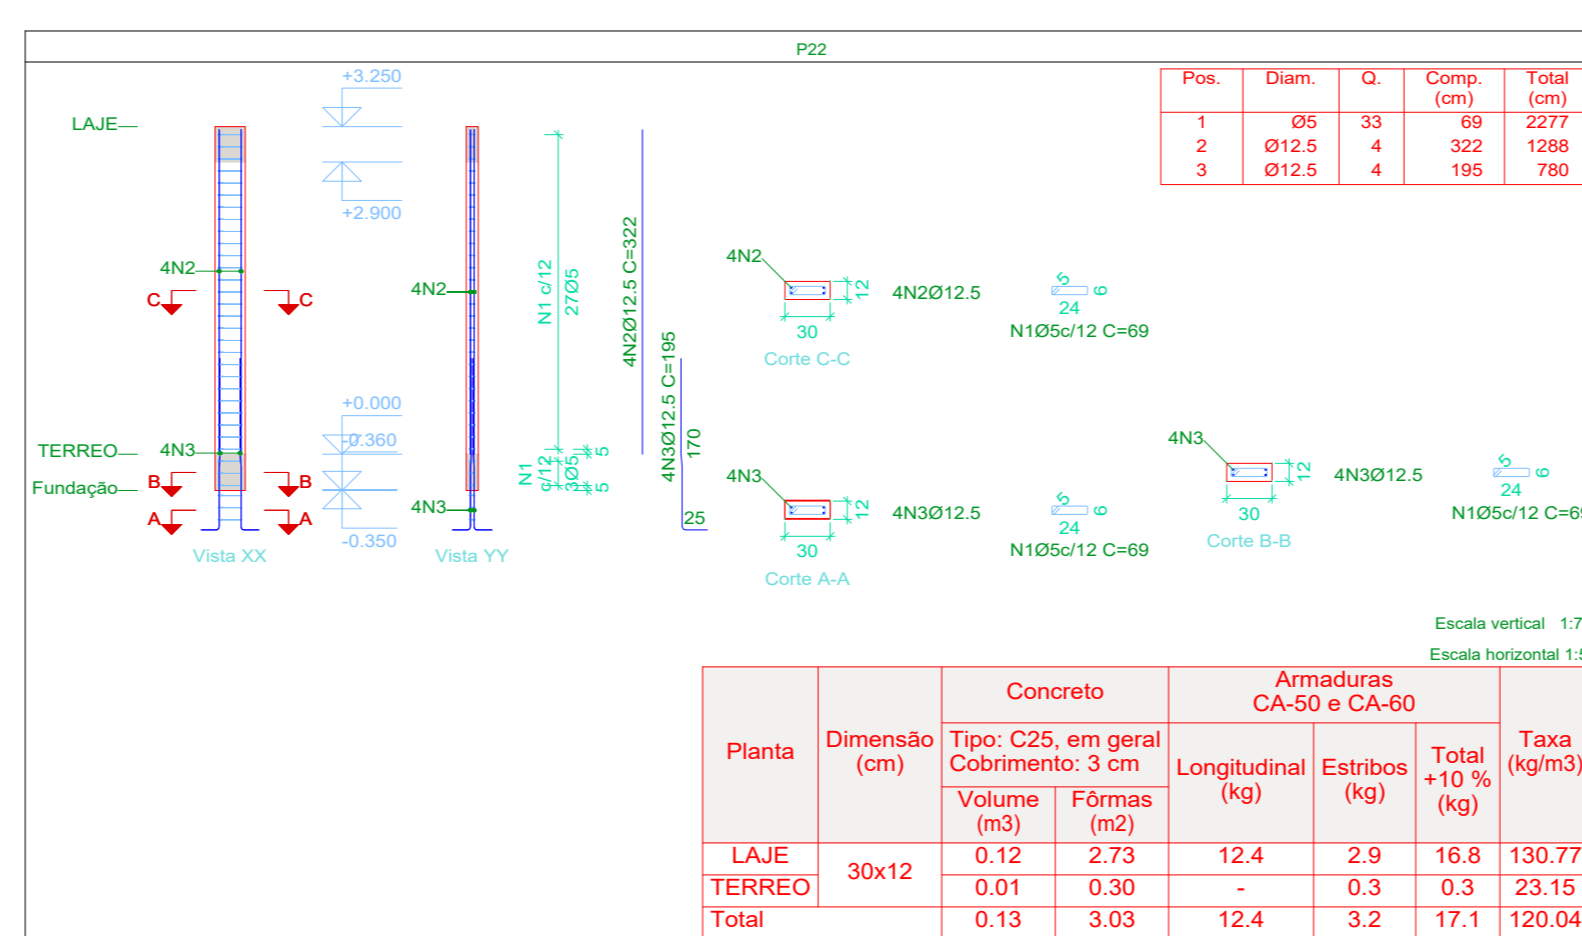 P22
Pos. Diam. Q. Comp. (cm) Total (cm)
1 Ø5 33 69 2277
2 Ø12.5 4 322 1288
3 Ø12.5 4 195 780
+3.250
LAJE
+2.900
4N2
C C
4N2
N1 c/12
27Ø5
4N2Ø12.5 C=322
4N2
30
12
4N2Ø12.5
Corte C-C
5
24
6
N1Ø5c/12 C=69
+0.000
-0.360
TERREO
4N3
Fundação
B B
A A
4N3
-0.350
Vista XX
Vista YY
N1
c/12
3Ø5
5
5
4N3Ø12.5 C=195
170
25
4N3
30
12
4N3Ø12.5
Corte A-A
5
24
6
N1Ø5c/12 C=69
4N3
30
12
4N3Ø12.5
Corte B-B
5
24
6
N1Ø5c/12 C=69
Escala vertical 1:7
Escala horizontal 1:5
Planta
Dimensão
(cm)
Concreto
Tipo: C25, em geral
Cobrimento: 3 cm
Volume
(m3)
Fôrmas
(m2)
Armaduras
CA-50 e CA-60
Longitudinal
(kg)
Estribos
(kg)
Total
+10 %
(kg)
Taxa
(kg/m3)
LAJE 30x12 0.12 2.73 12.4 2.9 16.8 130.77
TERREO 0.01 0.30 - 0.3 0.3 23.15
Total 0.13 3.03 12.4 3.2 17.1 120.04